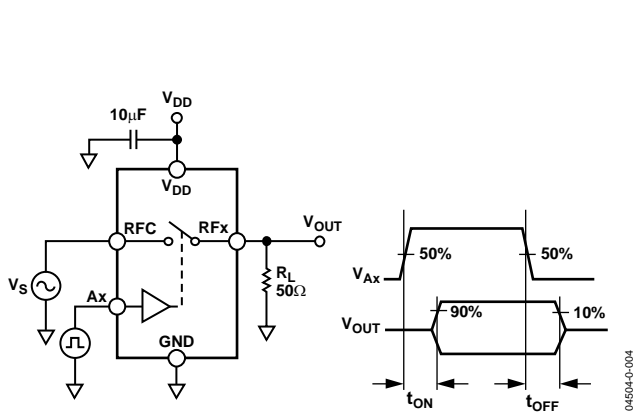 VDD
10μF
VDD
RFC
RFx
VOUT
VS
RL
50Ω
Ax
GND
50%
50%
VAx
90%
10%
VOUT
tON
tOFF
04504-0-004